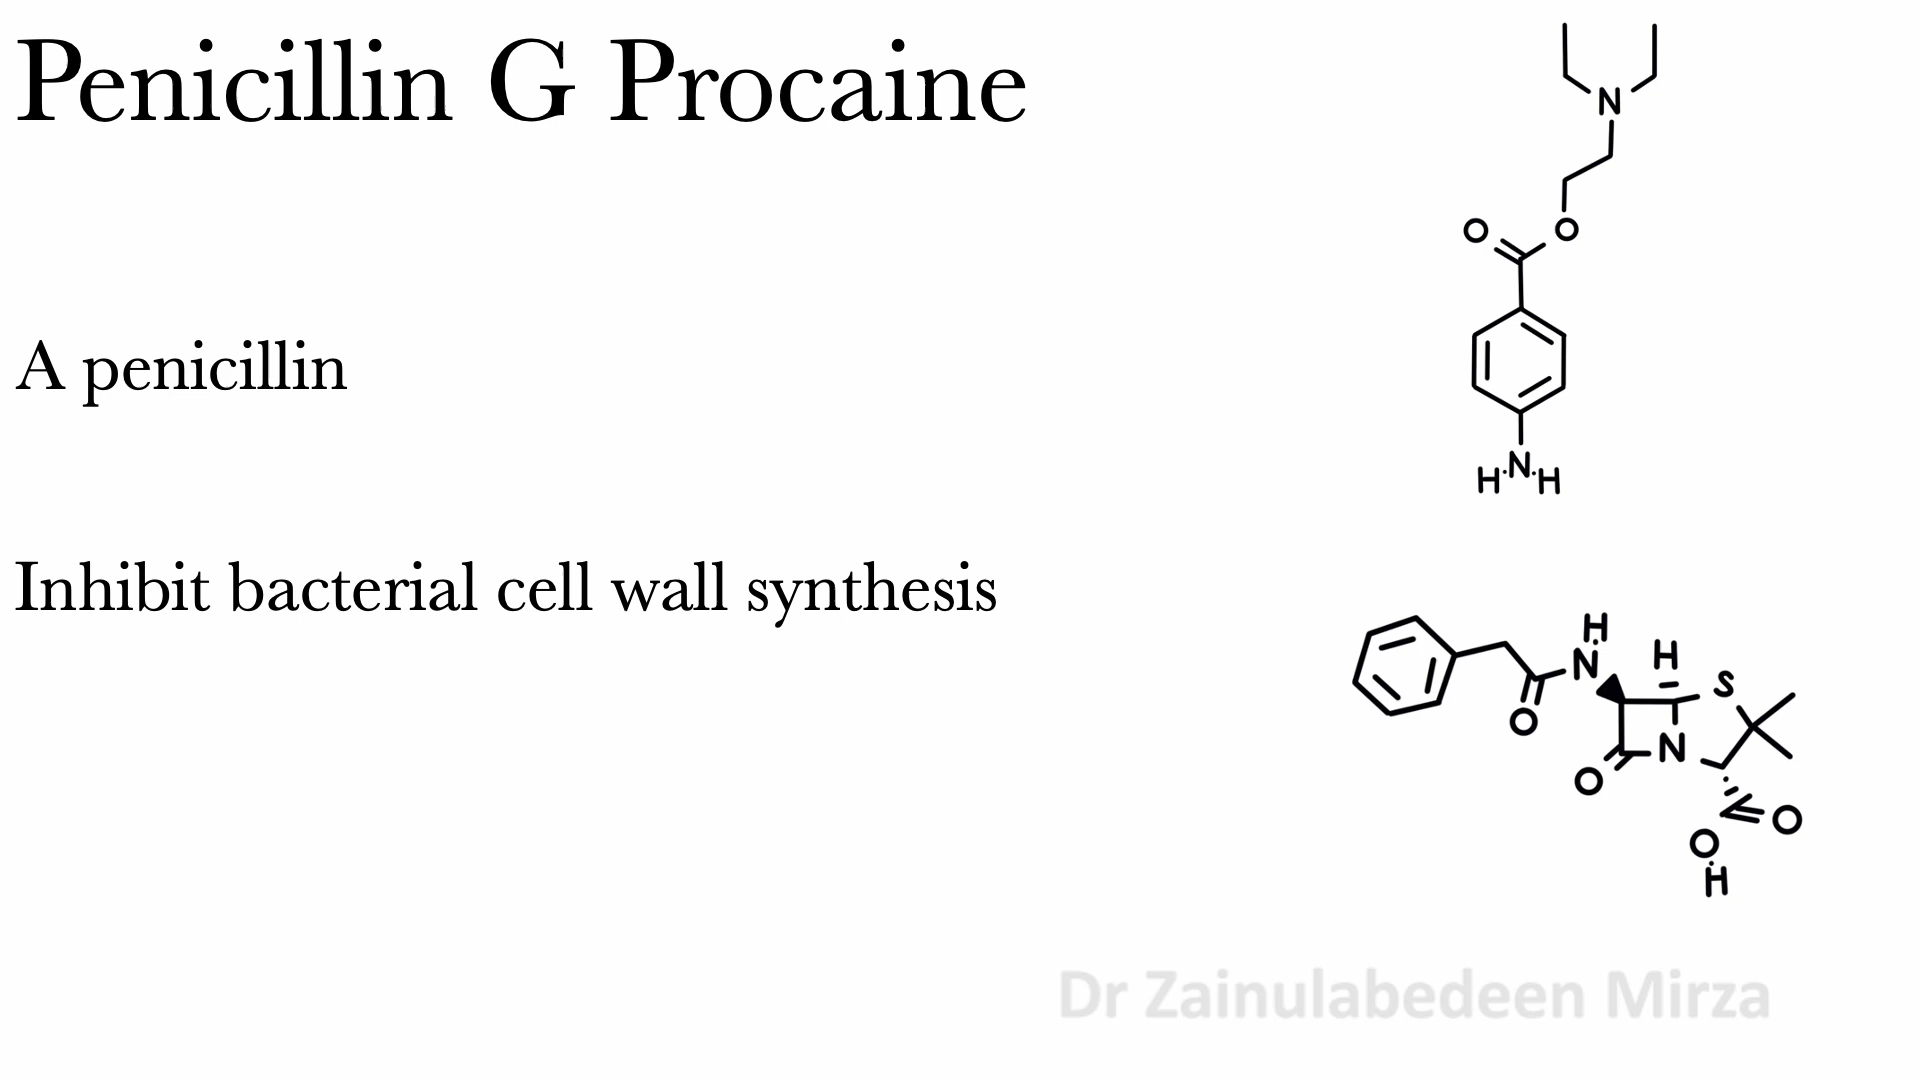 Penicillin G Procaine
A penicillin
Inhibit bacterial cell wall synthesis
N
O O
H N H
H
N H S
O N
O
O
O
H
Dr Zainulabedeen Mirza